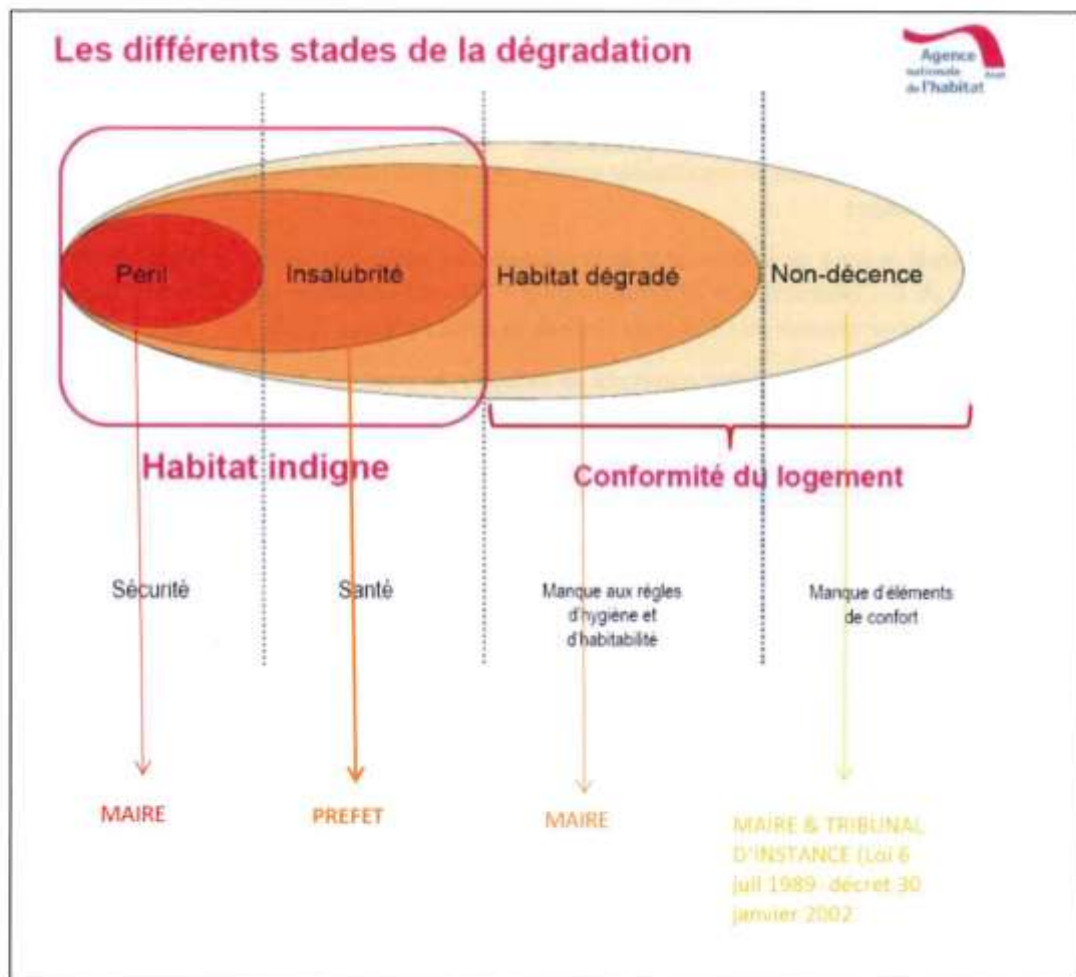 Les différents stades de la dégradation
Agence
nationale
de l'habitat
Anah
Péril
Insalubrité
Habitat dégradé
Non-décence
Habitat indigne
Conformité du logement
Sécurité
Santé
Manque aux règles
d'hygiène et
d'habitabilité
Manque d'éléments
de confort
MAIRE
PREFET
MAIRE
MAIRE & TRIBUNAL
D'INSTANCE (Loi 6
juil 1989- décret 30
janvier 2002